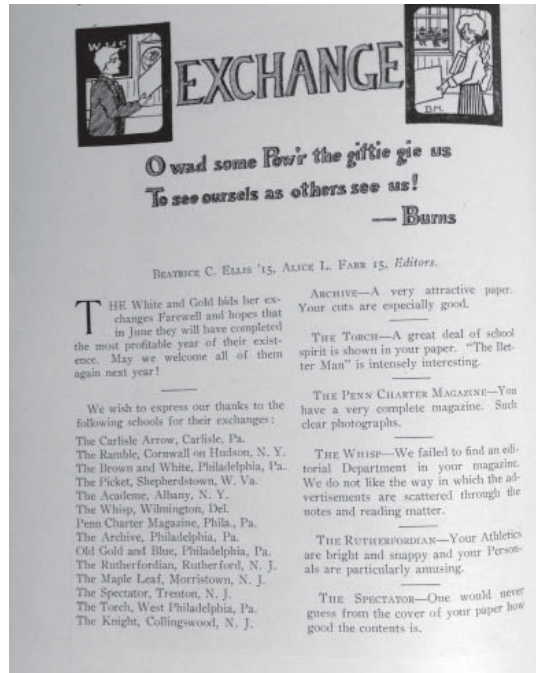 W H S
EXCHANGE
D.M.
O wad some Pow'r the giftie gie us
To see oursels as others see us!
— Burns
Beatrice C. Ellis '15, Alice L. Farr 15, Editors.
THE White and Gold bids her ex-
changes Farewell and hopes that
in June they will have completed
the most profitable year of their exist-
ence. May we welcome all of them
again next year!
We wish to express our thanks to the
following schools for their exchanges:
The Carlisle Arrow, Carlisle, Pa.
The Ramble, Cornwall on Hudson, N. Y.
The Brown and White, Philadelphia, Pa.
The Picket, Shepherdstown, W. Va.
The Academe, Albany, N. Y.
The Whisp, Wilmington, Del.
Penn Charter Magazine, Phila., Pa.
The Archive, Philadelphia, Pa.
Old Gold and Blue, Philadelphia, Pa.
The Rutherfordian, Rutherford, N. J.
The Maple Leaf, Morristown, N. J.
The Spectator, Trenton, N. J.
The Torch, West Philadelphia, Pa.
The Knight, Collingswood, N. J.
Archive—A very attractive paper.
Your cuts are especially good.
The Torch—A great deal of school
spirit is shown in your paper. "The Bet-
ter Man" is intensely interesting.
The Penn Charter Magazine—You
have a very complete magazine. Such
clear photographs.
The Whisp—We failed to find an edi-
torial Department in your magazine.
We do not like the way in which the ad-
vertisements are scattered through the
notes and reading matter.
The Rutherfordian—Your Athletics
are bright and snappy and your Person-
als are particularly amusing.
The Spectator—One would never
guess from the cover of your paper how
good the contents is.